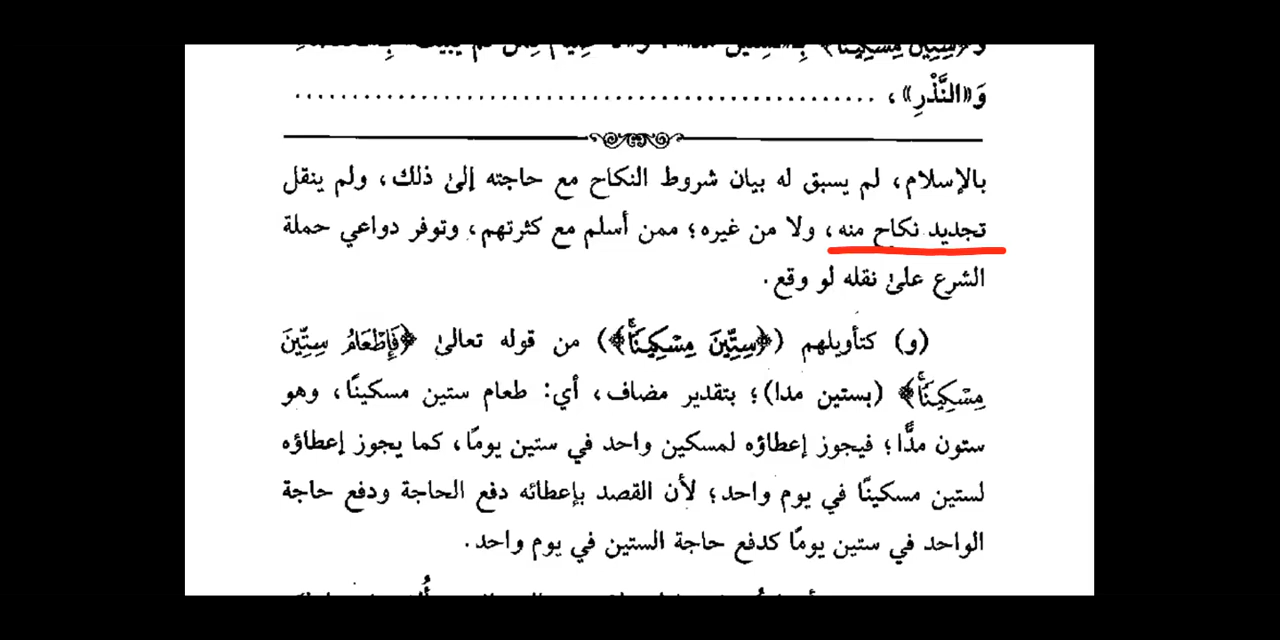 و﴿سِتِّينَ مِسْكِينًا﴾
وَ«النَّذْرِ»، ........................................................
بالإسلام، لم يسبق له بيان شروط النكاح مع حاجته إلىٰ ذلك، ولم ينقل
تجديد نكاح منه، ولا من غيره؛ ممن أسلم مع كثرتهم، وتوفر دواعي حملة
الشرع علىٰ نقله لو وقع.
(و) كتأويلهم (﴿سِتِّينَ مِسْكِينًا﴾) من قوله تعالىٰ ﴿فَإِطْعَامُ سِتِّينَ
مِسْكِينًا﴾ (بستين مدا)؛ بتقدير مضاف، أي: طعام ستين مسكينًا، وهو
ستون مدًّا؛ فيجوز إعطاؤه لمسكين واحد في ستين يومًا، كما يجوز إعطاؤه
لستين مسكينًا في يوم واحد؛ لأن القصد بإعطائه دفع الحاجة ودفع حاجة
الواحد في ستين يومًا كدفع حاجة الستين في يوم واحد.